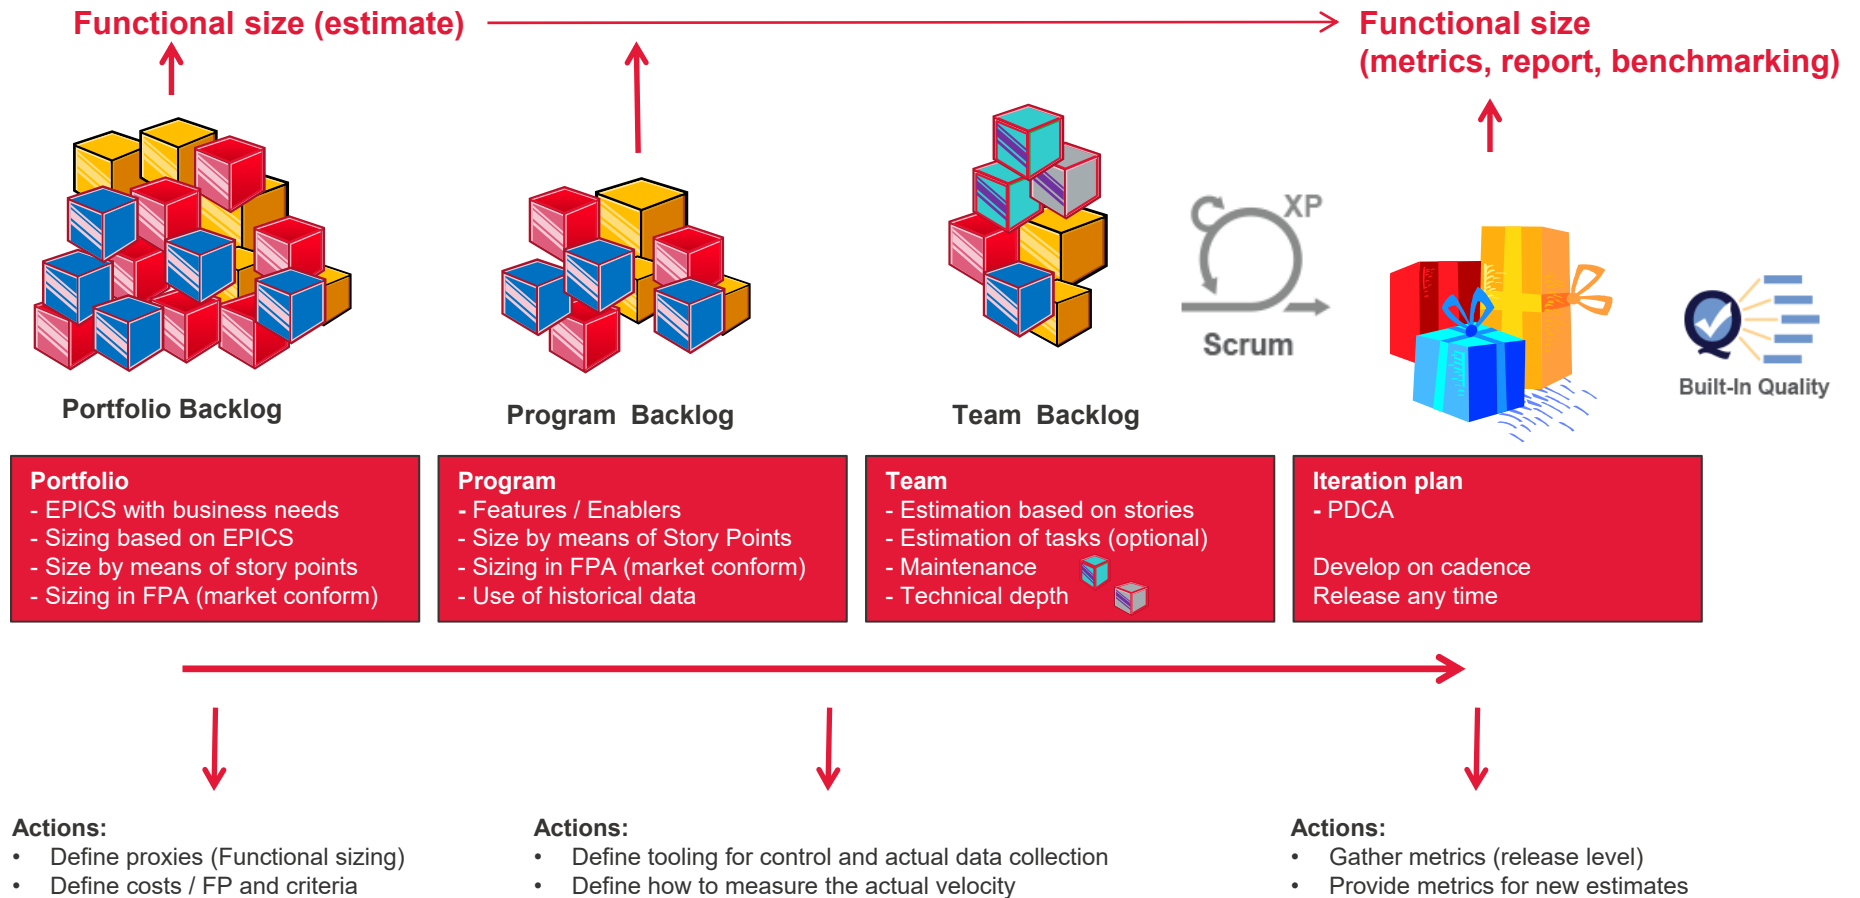 Functional size (estimate)
Functional size
(metrics, report, benchmarking)
XP
Scrum
Built-In Quality
Portfolio Backlog
Program Backlog
Team Backlog
Portfolio
- EPICS with business needs
- Sizing based on EPICS
- Size by means of story points
- Sizing in FPA (market conform)
Program
- Features / Enablers
- Size by means of Story Points
- Sizing in FPA (market conform)
- Use of historical data
Team
- Estimation based on stories
- Estimation of tasks (optional)
- Maintenance
- Technical depth
Iteration plan
- PDCA
Develop on cadence
Release any time
Actions:
• Define proxies (Functional sizing)
• Define costs / FP and criteria
Actions:
• Define tooling for control and actual data collection
• Define how to measure the actual velocity
Actions:
• Gather metrics (release level)
• Provide metrics for new estimates